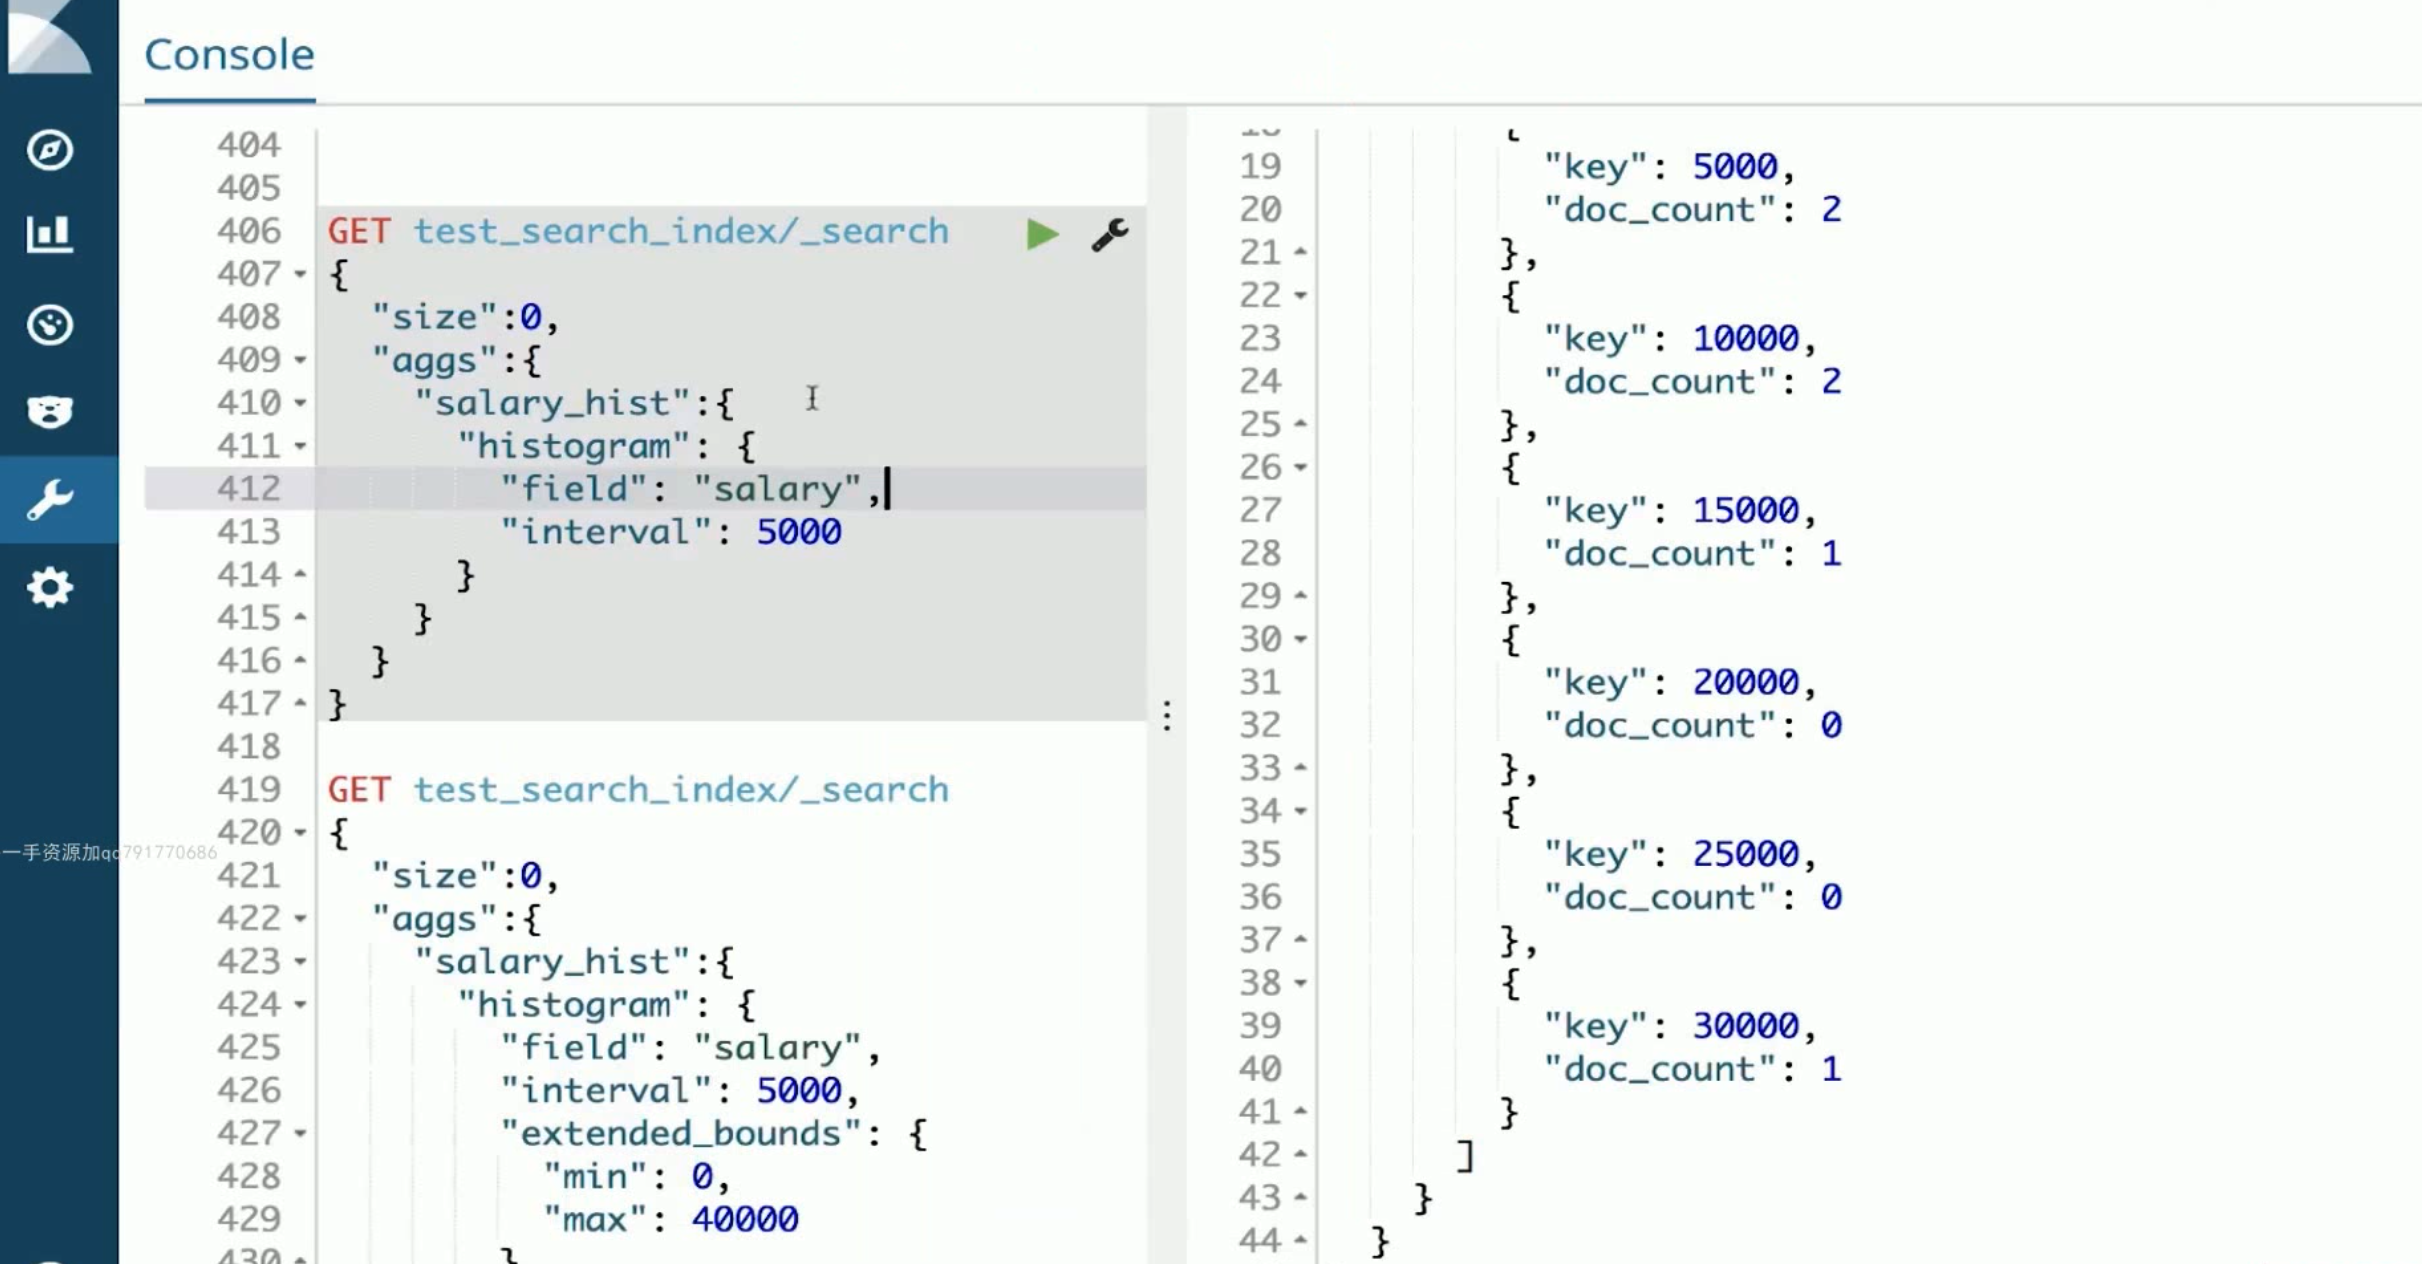 Console
404
405
406 GET test_search_index/_search
407 {
408 "size":0,
409 "aggs":{
410 "salary_hist":{
411 "histogram": {
412 "field": "salary",
413 "interval": 5000
414 }
415 }
416 }
417 }
418
419 GET test_search_index/_search
420 {
421 "size":0,
422 "aggs":{
423 "salary_hist":{
424 "histogram": {
425 "field": "salary",
426 "interval": 5000,
427 "extended_bounds": {
428 "min": 0,
429 "max": 40000
430 }
18 {
19 "key": 5000,
20 "doc_count": 2
21 },
22 {
23 "key": 10000,
24 "doc_count": 2
25 },
26 {
27 "key": 15000,
28 "doc_count": 1
29 },
30 {
31 "key": 20000,
32 "doc_count": 0
33 },
34 {
35 "key": 25000,
36 "doc_count": 0
37 },
38 {
39 "key": 30000,
40 "doc_count": 1
41 }
42 ]
43 }
44 }
一手资源加qq791770686